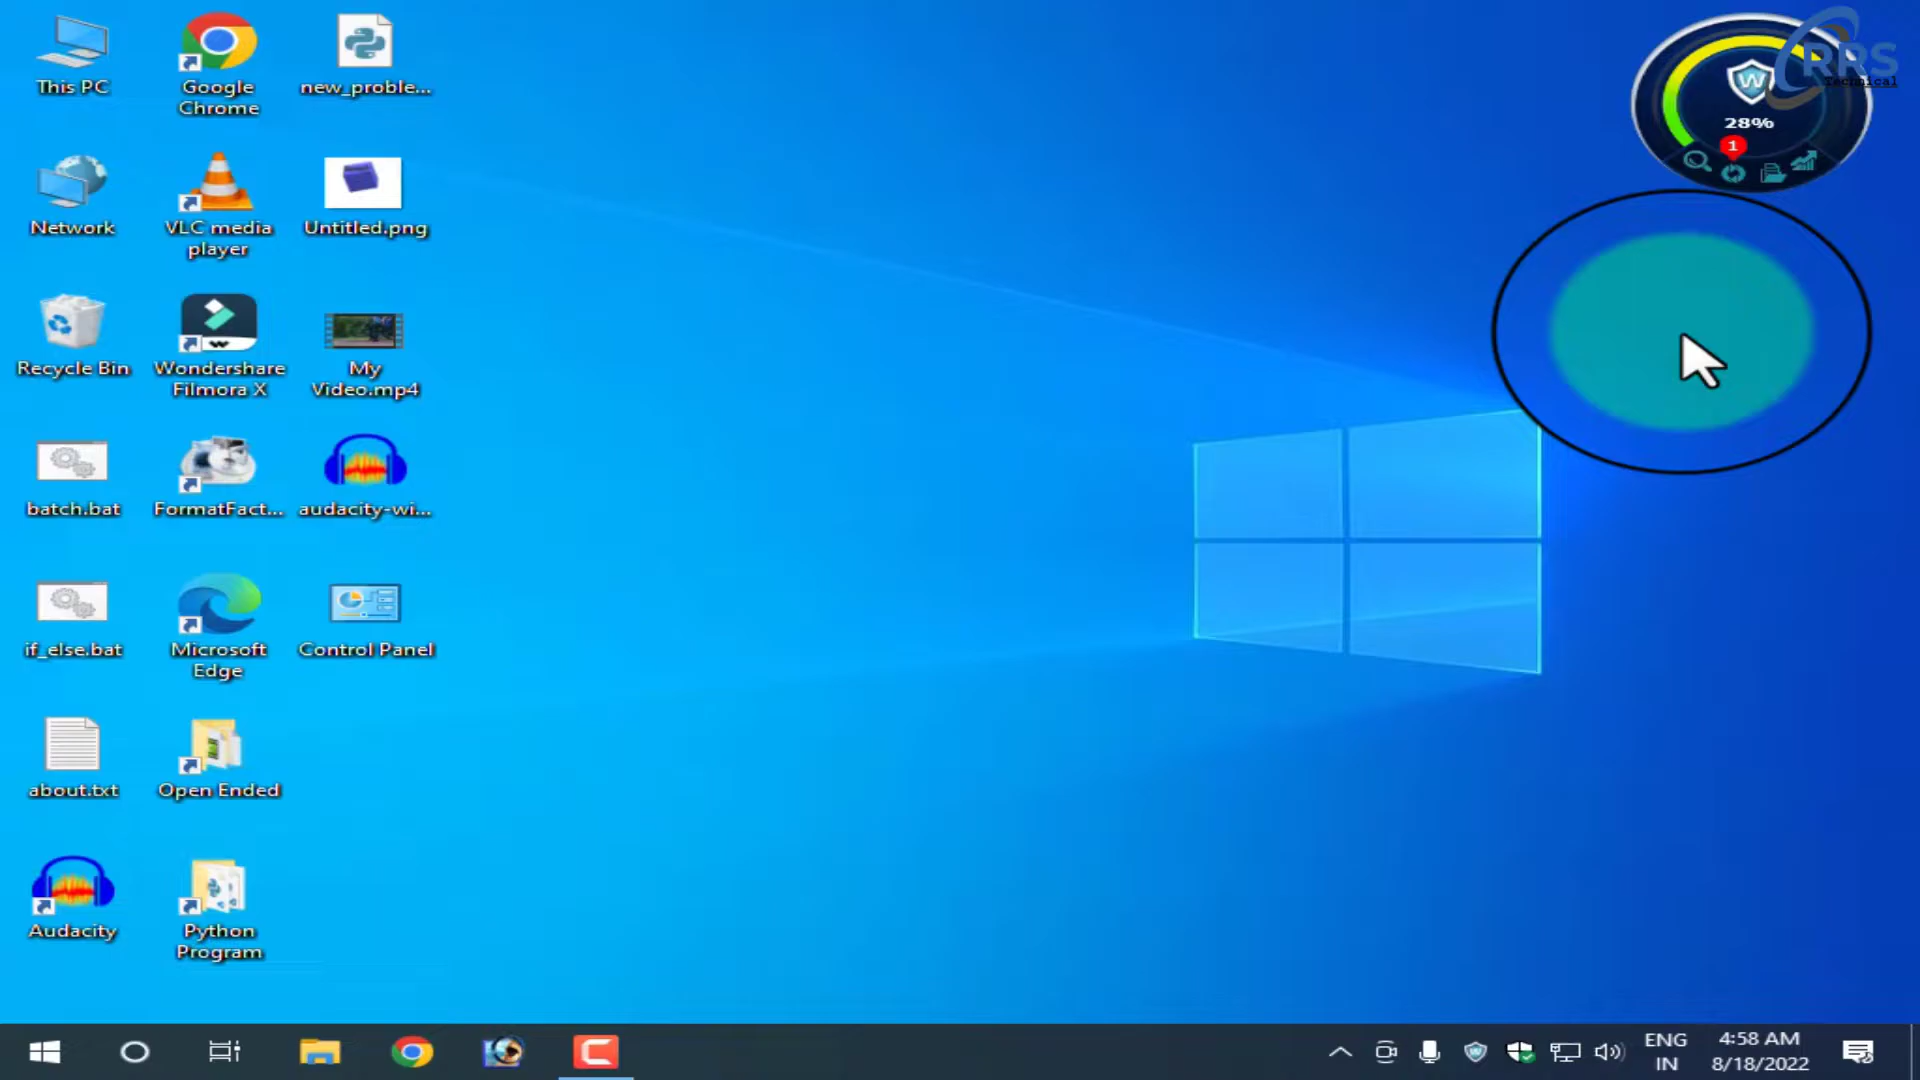 This PC
Google
Chrome
new_proble...
Network
VLC media
player
Untitled.png
Recycle Bin
Wondershare
Filmora X
My
Video.mp4
batch.bat
FormatFact...
audacity-wi...
if_else.bat
Microsoft
Edge
Control Panel
about.txt
Open Ended
Audacity
Python
Program
W
28%
1
RRS
Technical
ENG
IN
4:58 AM
8/18/2022